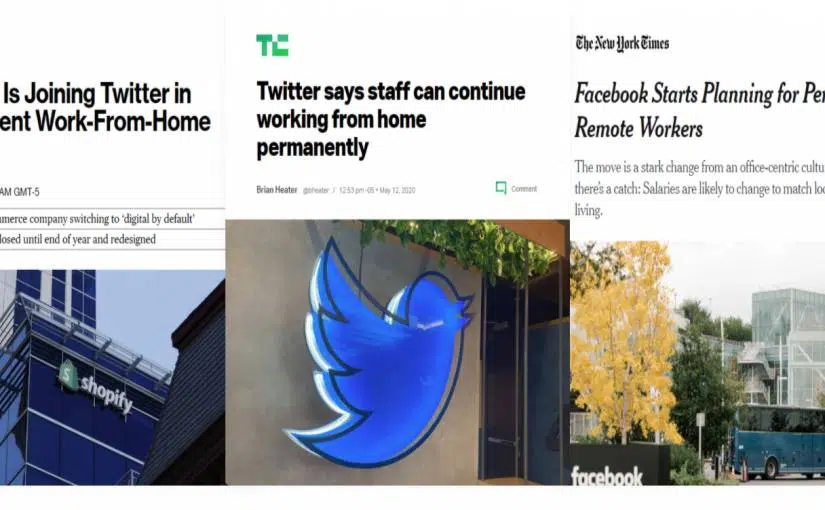 Is Joining Twitter in
ent Work-From-Home
AM GMT-5
merce company switching to 'digital by default'
losed until end of year and redesigned
shopify
TC
Twitter says staff can continue
working from home
permanently
Brian Heater @bheater / 12:53 pm -05 • May 12, 2020
Comment
The New York Times
Facebook Starts Planning for Per
Remote Workers
The move is a stark change from an office-centric cultu
there's a catch: Salaries are likely to change to match loc
living.
facebook